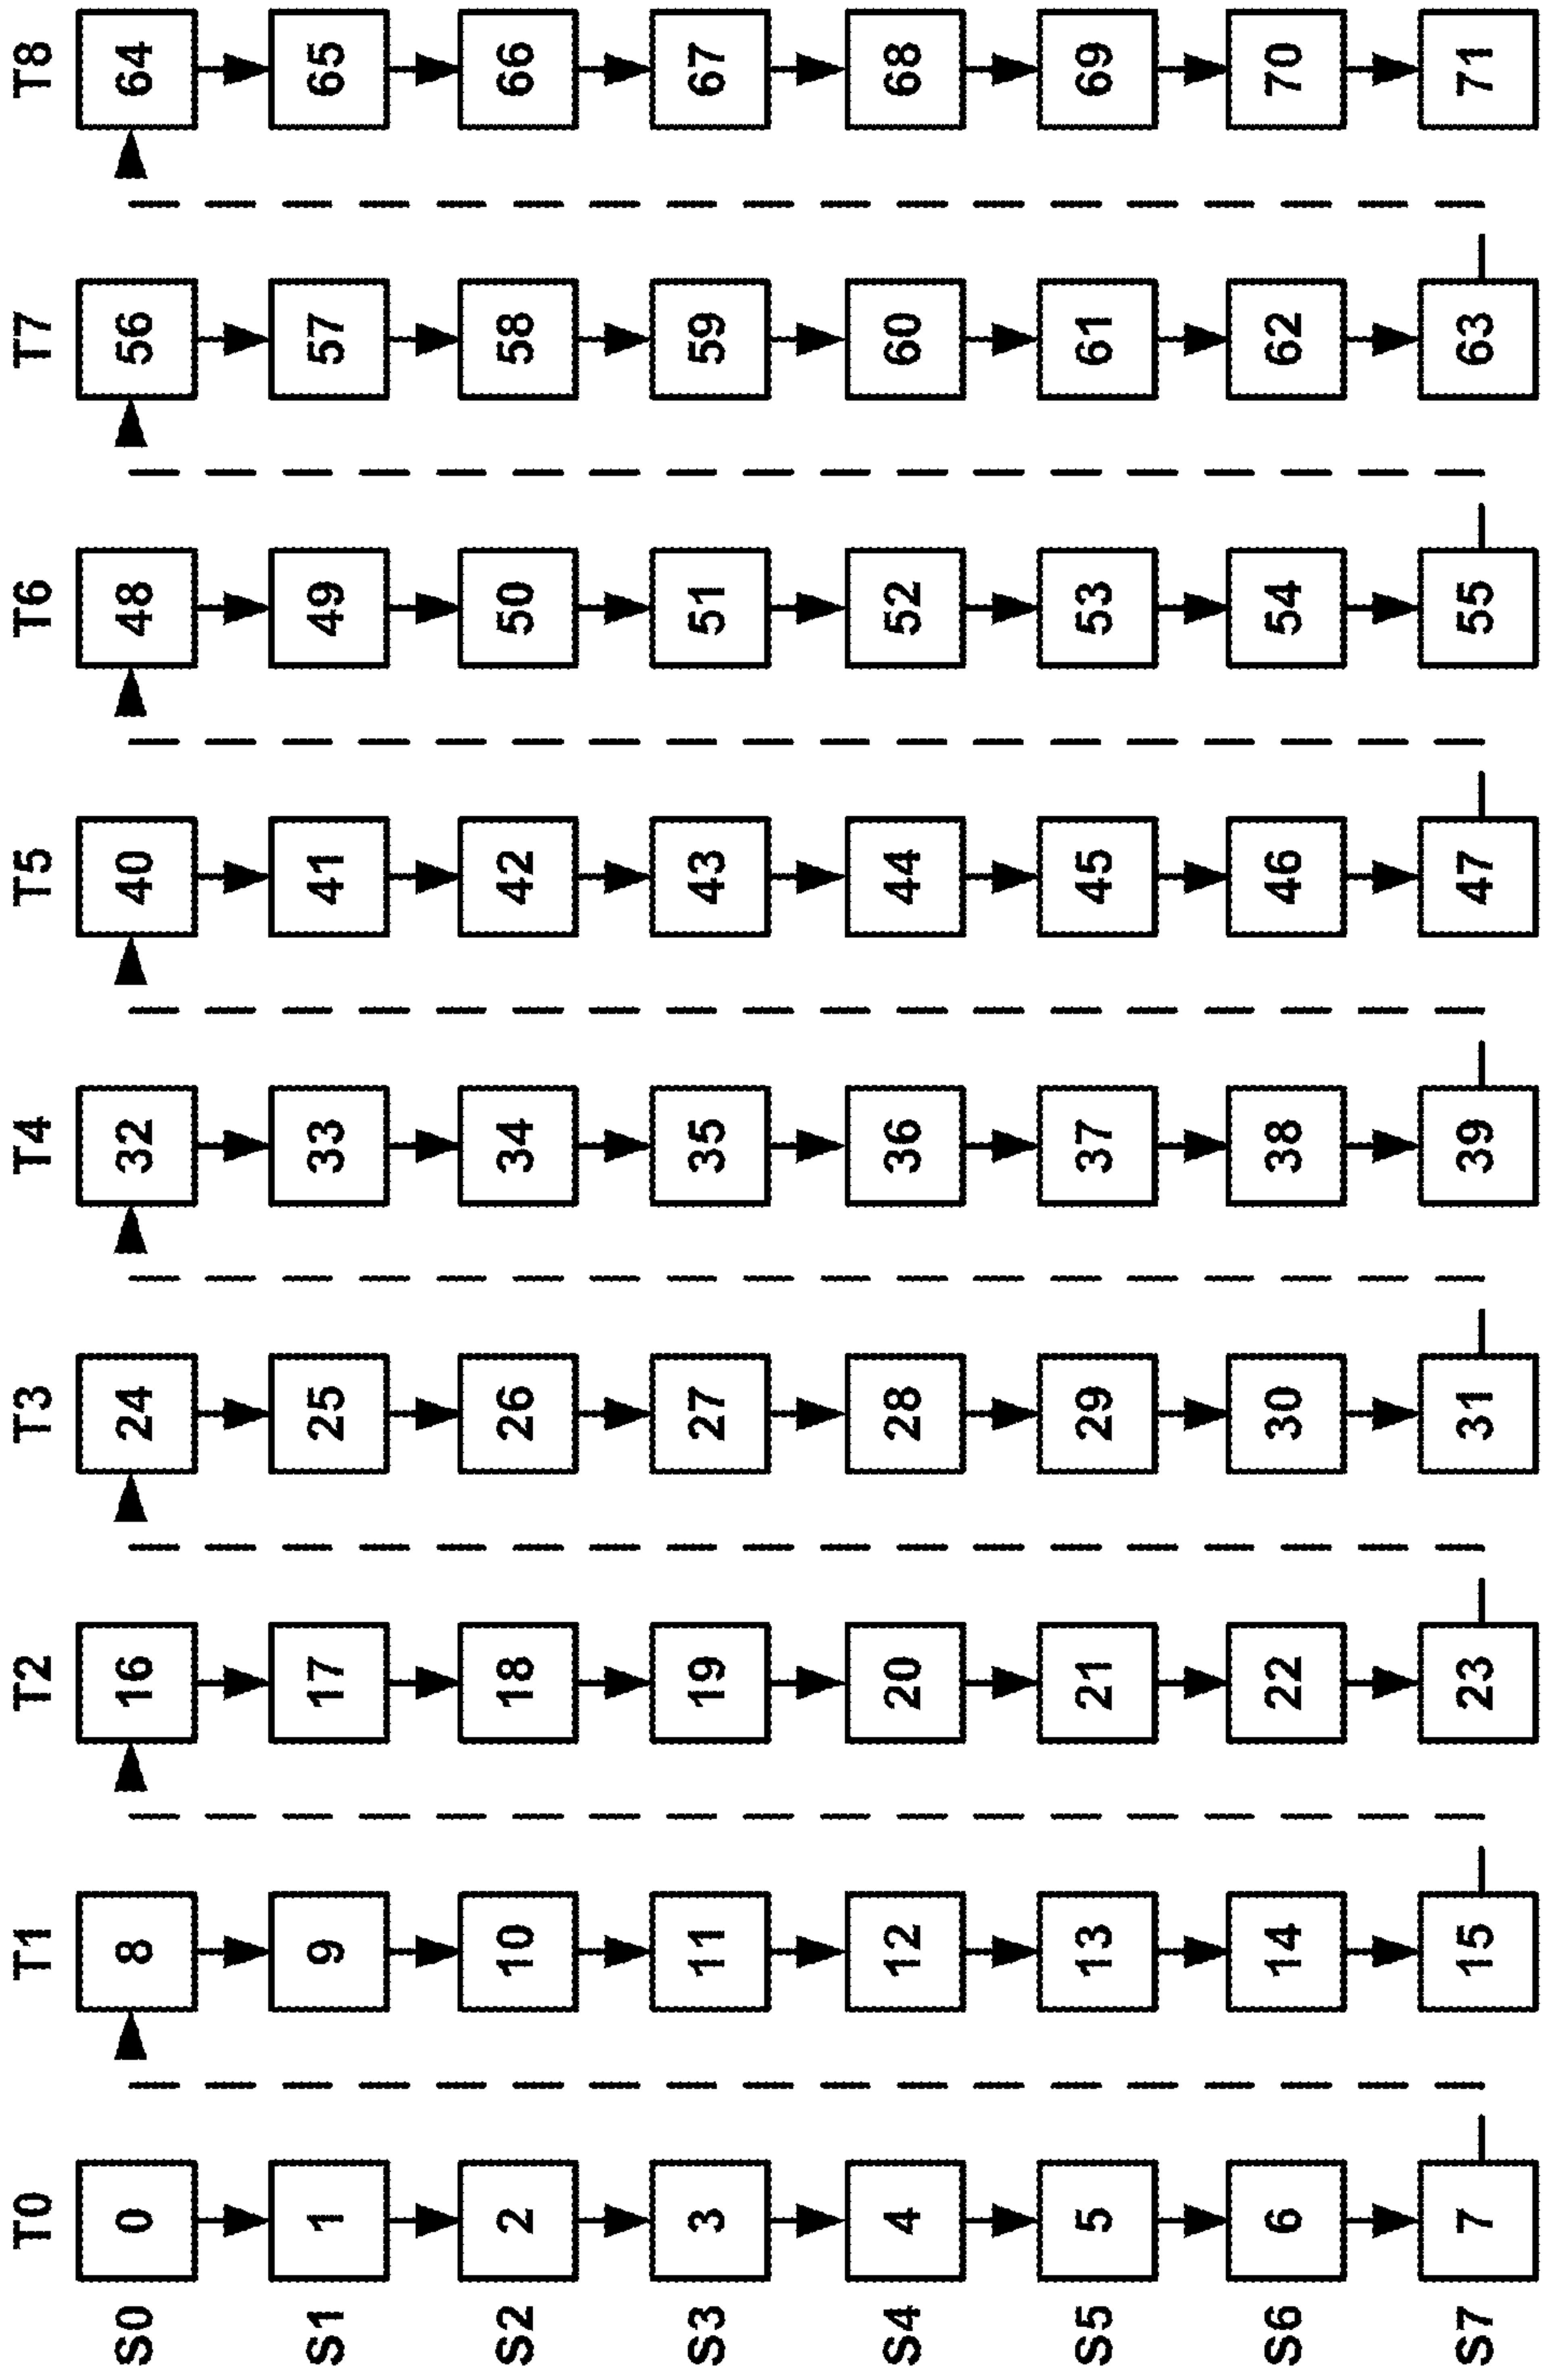 T0 T1 T2 T3 T4 T5 T6 T7 T8
S0 0 8 16 24 32 40 48 56 64
S1 1 9 17 25 33 41 49 57 65
S2 2 10 18 26 34 42 50 58 66
S3 3 11 19 27 35 43 51 59 67
S4 4 12 20 28 36 44 52 60 68
S5 5 13 21 29 37 45 53 61 69
S6 6 14 22 30 38 46 54 62 70
S7 7 15 23 31 39 47 55 63 71